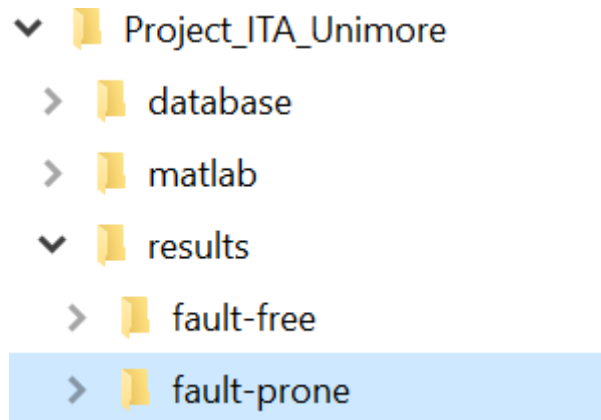 Project_ITA_Unimore
database
matlab
results
fault-free
fault-prone